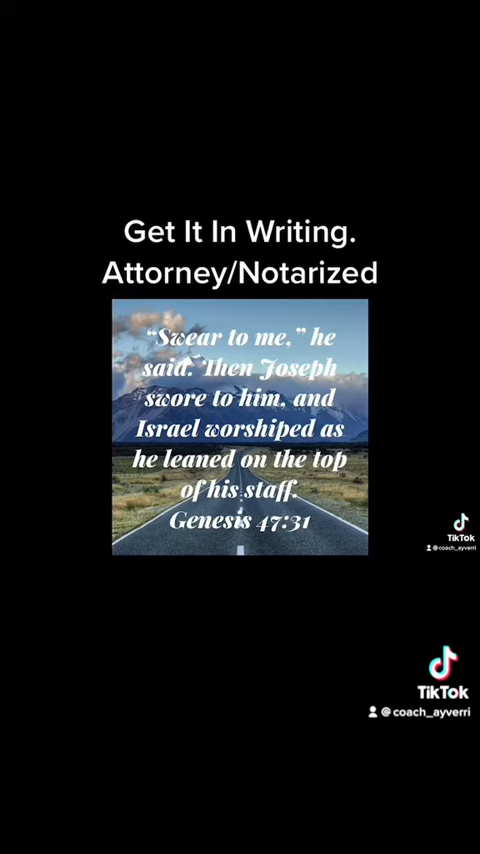 Get It In Writing.
Attorney/Notarized
“Swear to me,” he
said. Then Joseph
swore to him, and
Israel worshiped as
he leaned on the top
of his staff.
Genesis 47:31
TikTok
@coach_ayverri
TikTok
@coach_ayverri